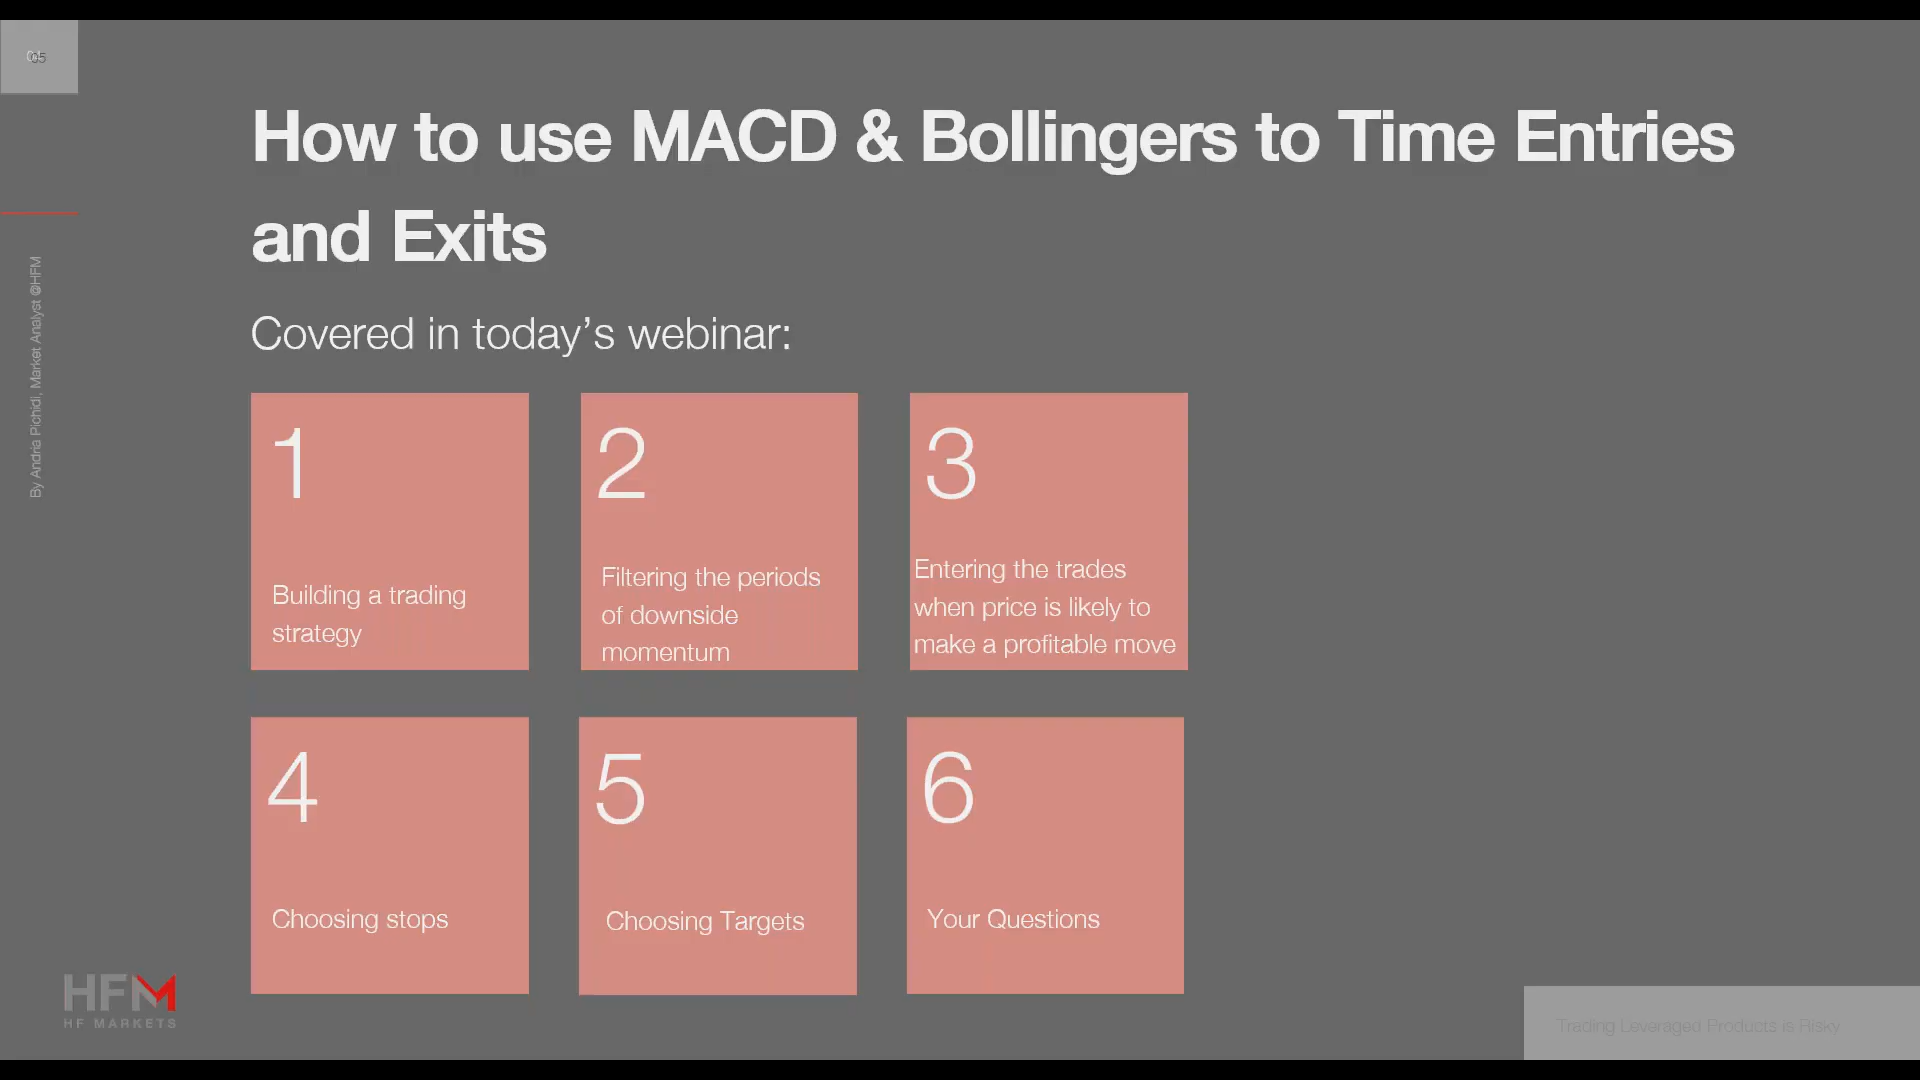 How to use MACD & Bollingers to Time Entries
and Exits
By Andria Pichidi, Market Analyst @HFM
Covered in today’s webinar:
1
Building a trading
strategy
2
Filtering the periods
of downside
momentum
3
Entering the trades
when price is likely to
make a profitable move
4
Choosing stops
5
Choosing Targets
6
Your Questions
HFM
HF MARKETS
Trading Leveraged Products is Risky